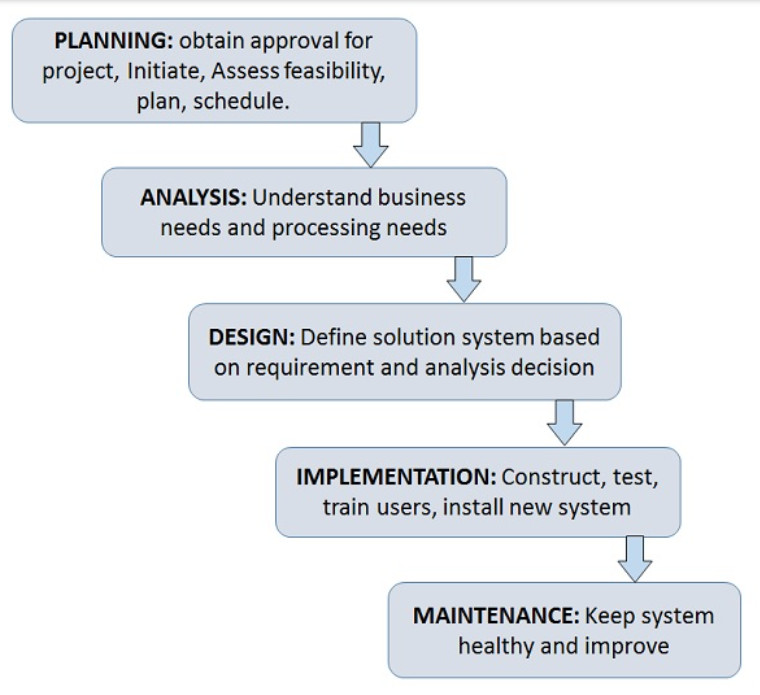 PLANNING: obtain approval for
project, Initiate, Assess feasibility,
plan, schedule.
ANALYSIS: Understand business
needs and processing needs
DESIGN: Define solution system based
on requirement and analysis decision
IMPLEMENTATION: Construct, test,
train users, install new system
MAINTENANCE: Keep system
healthy and improve